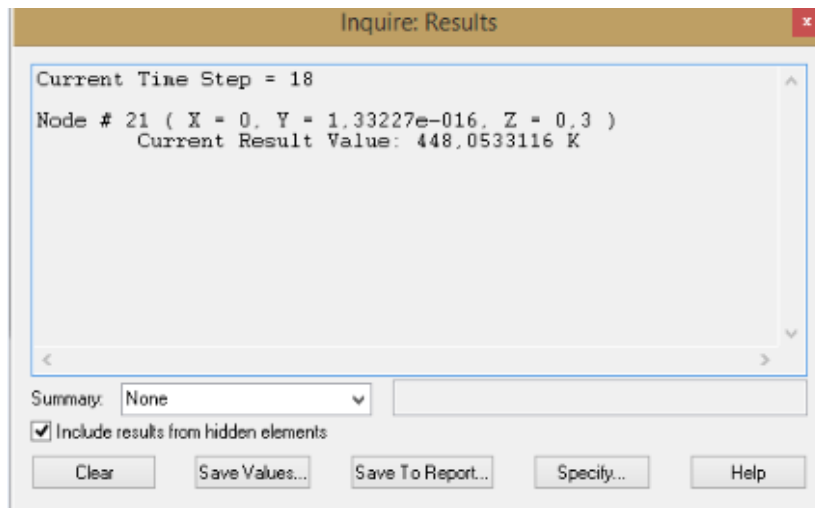 Inquire: Results
x
Current Time Step = 18
Node # 21 ( X = 0, Y = 1,33227e-016, Z = 0,3 )
Current Result Value: 448,0533116 K
Summary: None
Include results from hidden elements
Clear Save Values... Save To Report... Specify... Help